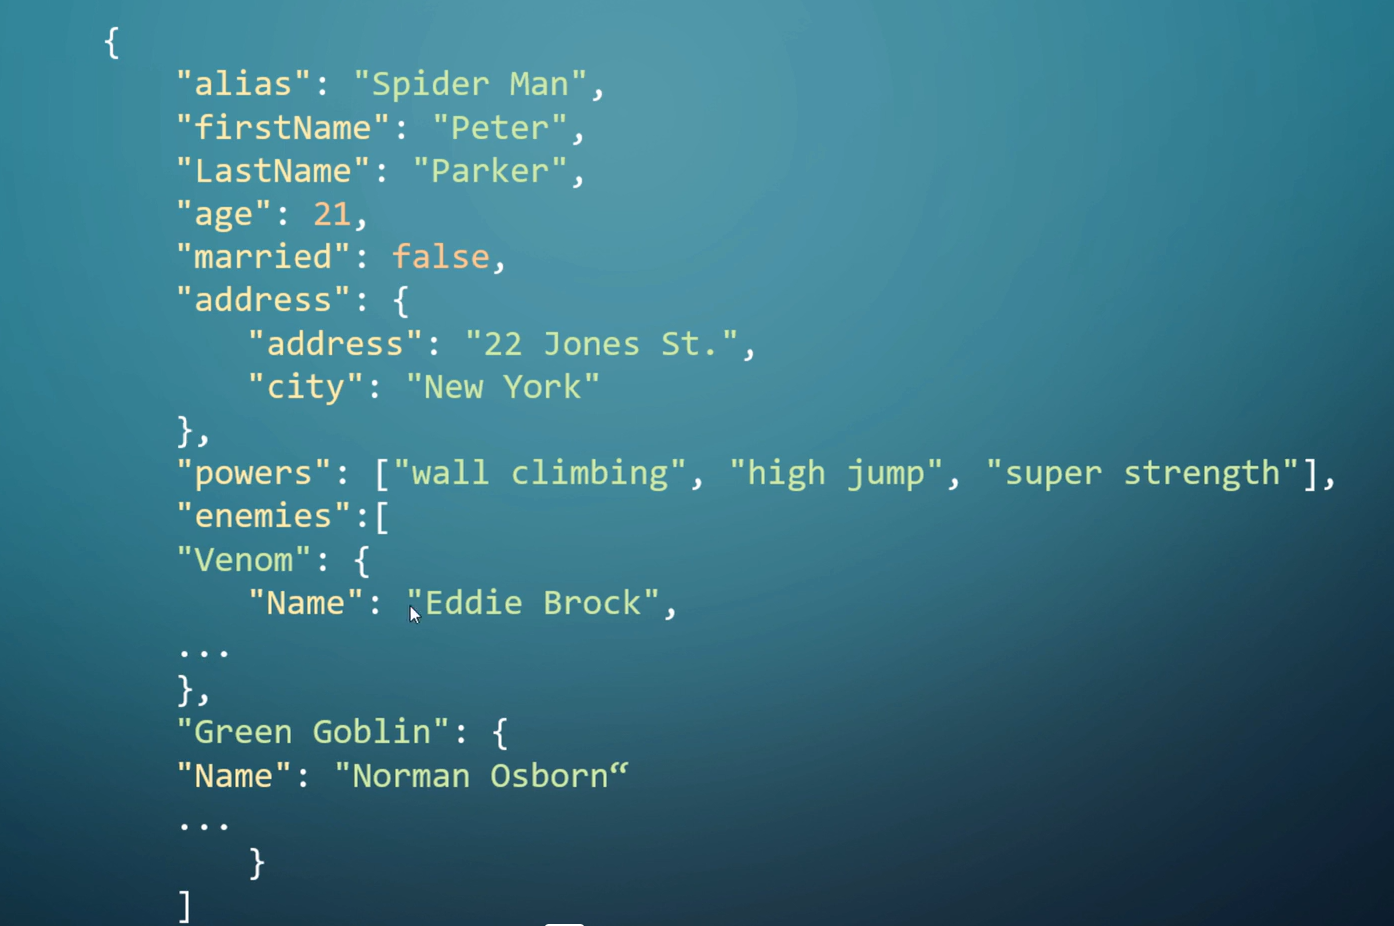 {
"alias": "Spider Man",
"firstName": "Peter",
"LastName": "Parker",
"age": 21,
"married": false,
"address": {
"address": "22 Jones St.",
"city": "New York"
},
"powers": ["wall climbing", "high jump", "super strength"],
"enemies":[
"Venom": {
"Name": "Eddie Brock",
...
},
"Green Goblin": {
"Name": "Norman Osborn“
...
}
]